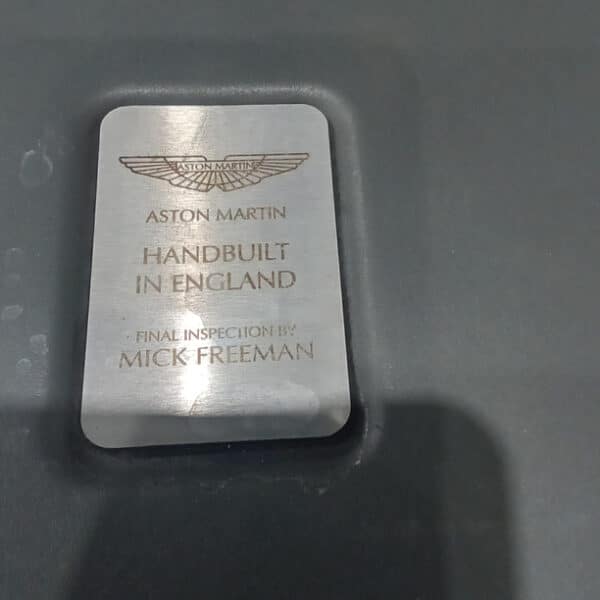 ASTON MARTIN
ASTON MARTIN
HANDBUILT
IN ENGLAND
FINAL INSPECTION BY
MICK FREEMAN